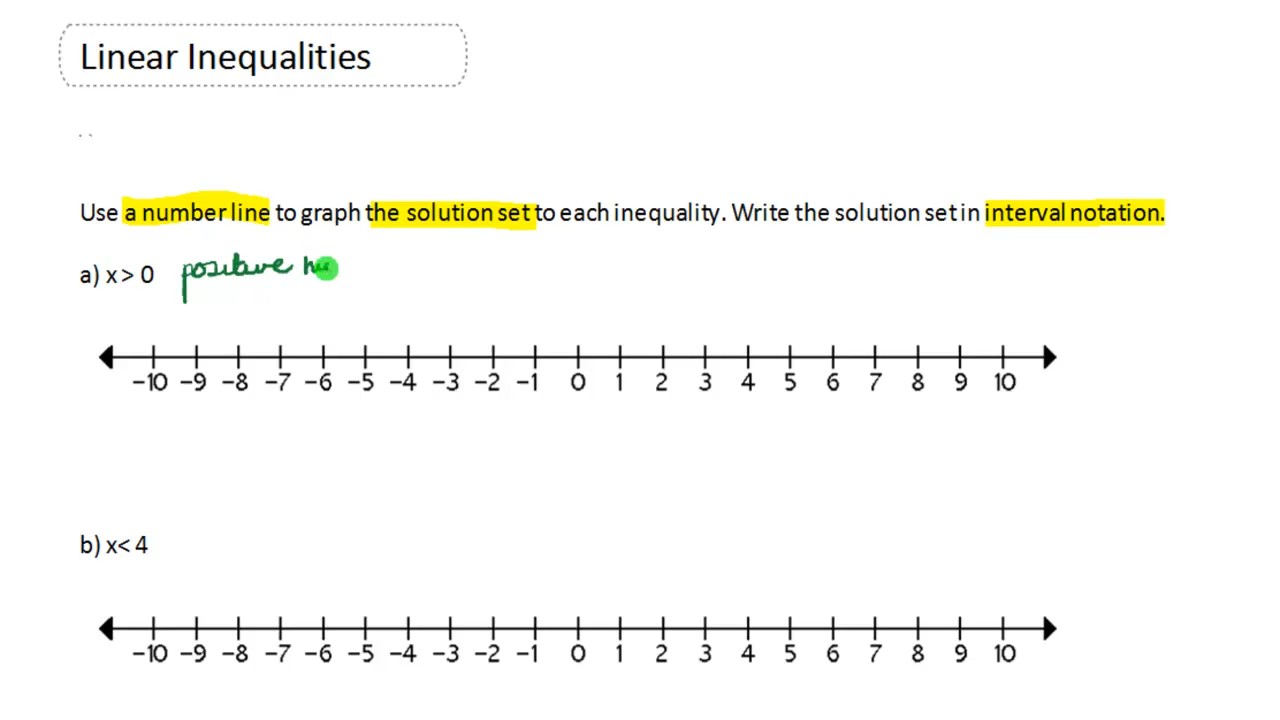 Linear Inequalities
Use a number line to graph the solution set to each inequality. Write the solution set in interval notation.
a) x > 0 positive
−10 −9 −8 −7 −6 −5 −4 −3 −2 −1 0 1 2 3 4 5 6 7 8 9 10
b) x< 4
−10 −9 −8 −7 −6 −5 −4 −3 −2 −1 0 1 2 3 4 5 6 7 8 9 10